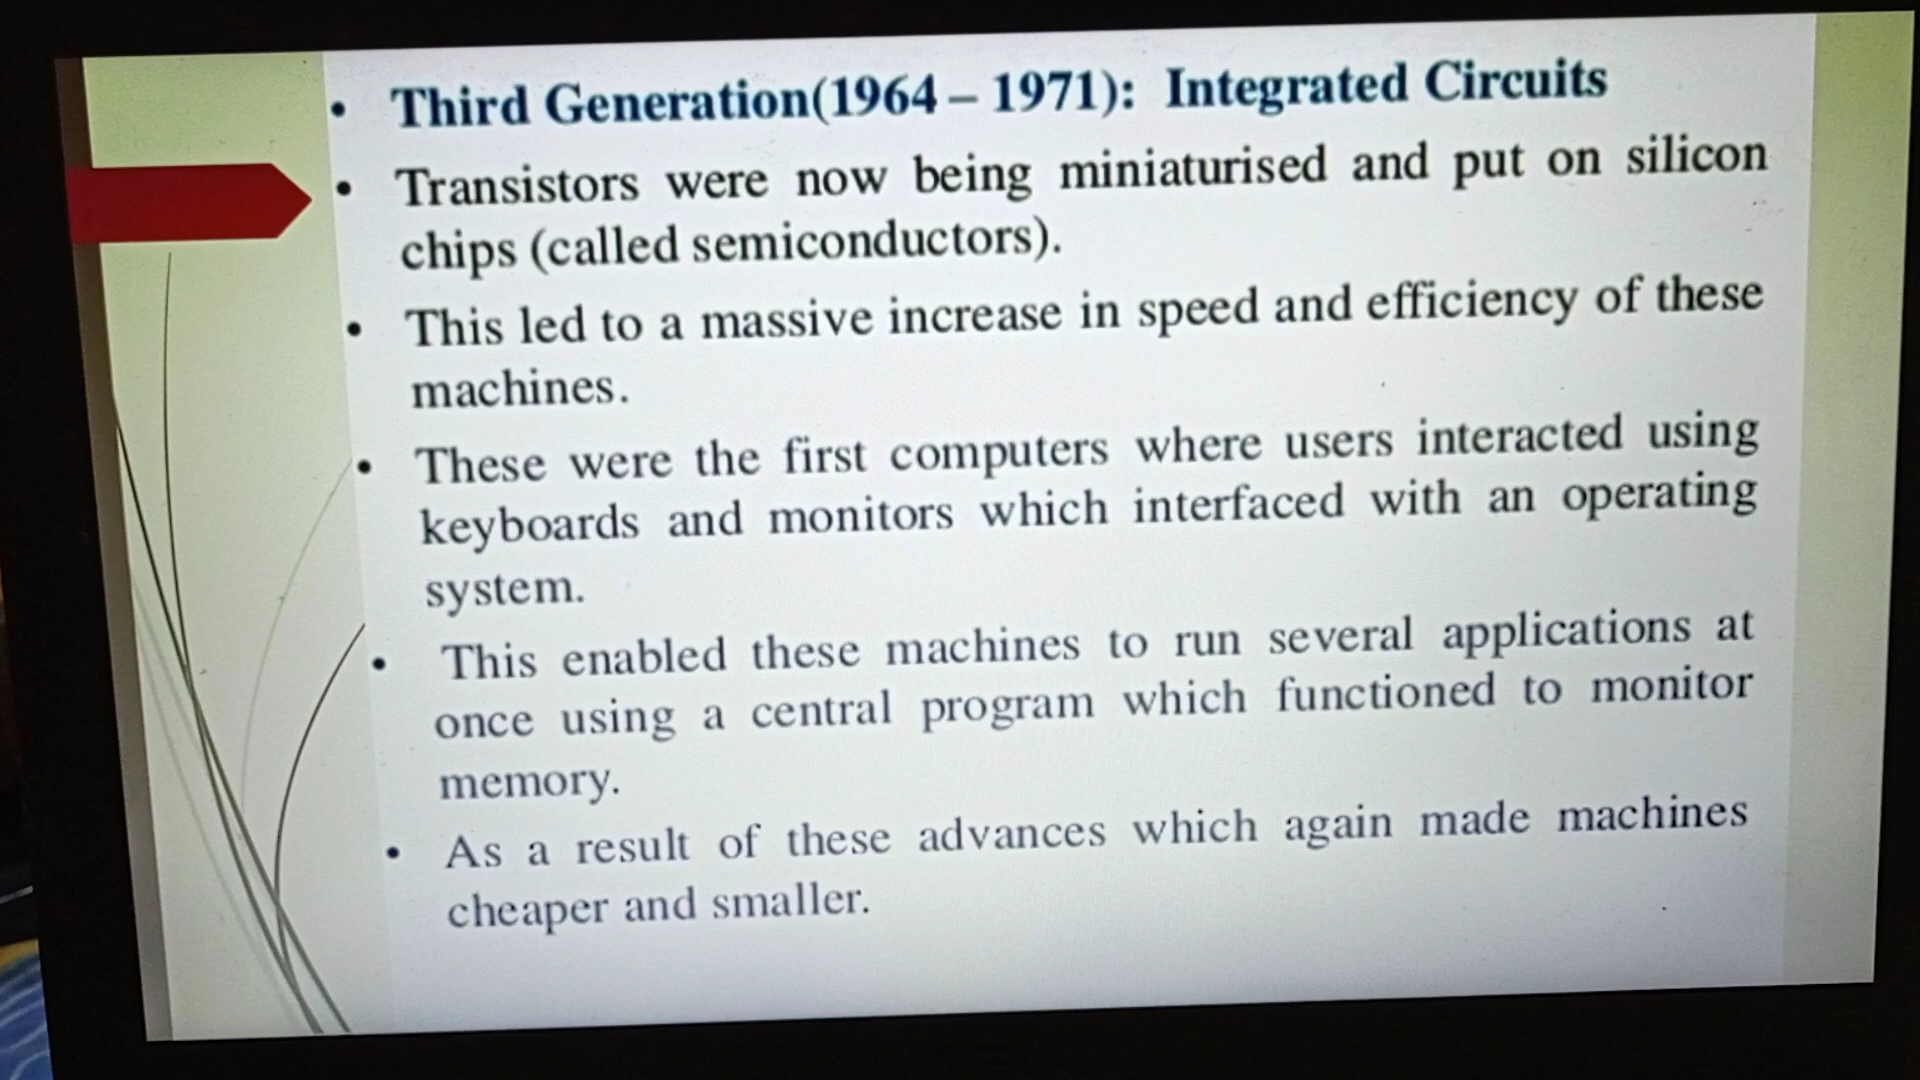 • Third Generation(1964 – 1971): Integrated Circuits
• Transistors were now being miniaturised and put on silicon
chips (called semiconductors).
• This led to a massive increase in speed and efficiency of these
machines.
• These were the first computers where users interacted using
keyboards and monitors which interfaced with an operating
system.
• This enabled these machines to run several applications at
once using a central program which functioned to monitor
memory.
• As a result of these advances which again made machines
cheaper and smaller.